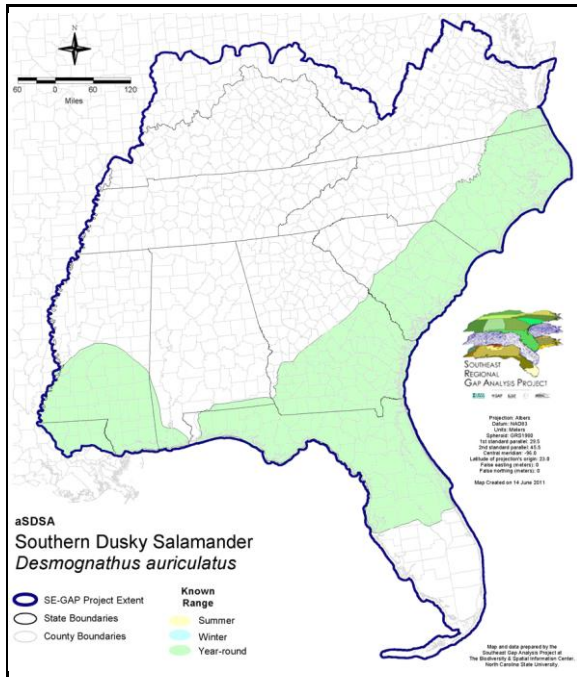 N
60 0 60 120
Miles
SOUTHEAST
REGIONAL
GAP ANALYSIS PROJECT
Projection: Albers
Datum: NAD83
Units: Meters
Spheroid: GRS1980
1st standard parallel: 29.5
2nd standard parallel: 45.5
Central meridian: -96.0
Latitude of projection's origin: 23.0
False easting (meters): 0
False northing (meters): 0
Map Created on 14 June 2011
aSDSA
Southern Dusky Salamander
Desmognathus auriculatus
SE-GAP Project Extent
State Boundaries
County Boundaries
Known
Range
Summer
Winter
Year-round
Map and data prepared by the
Southeast Gap Analysis Project at
The Biodiversity & Spatial Information Center,
North Carolina State University.